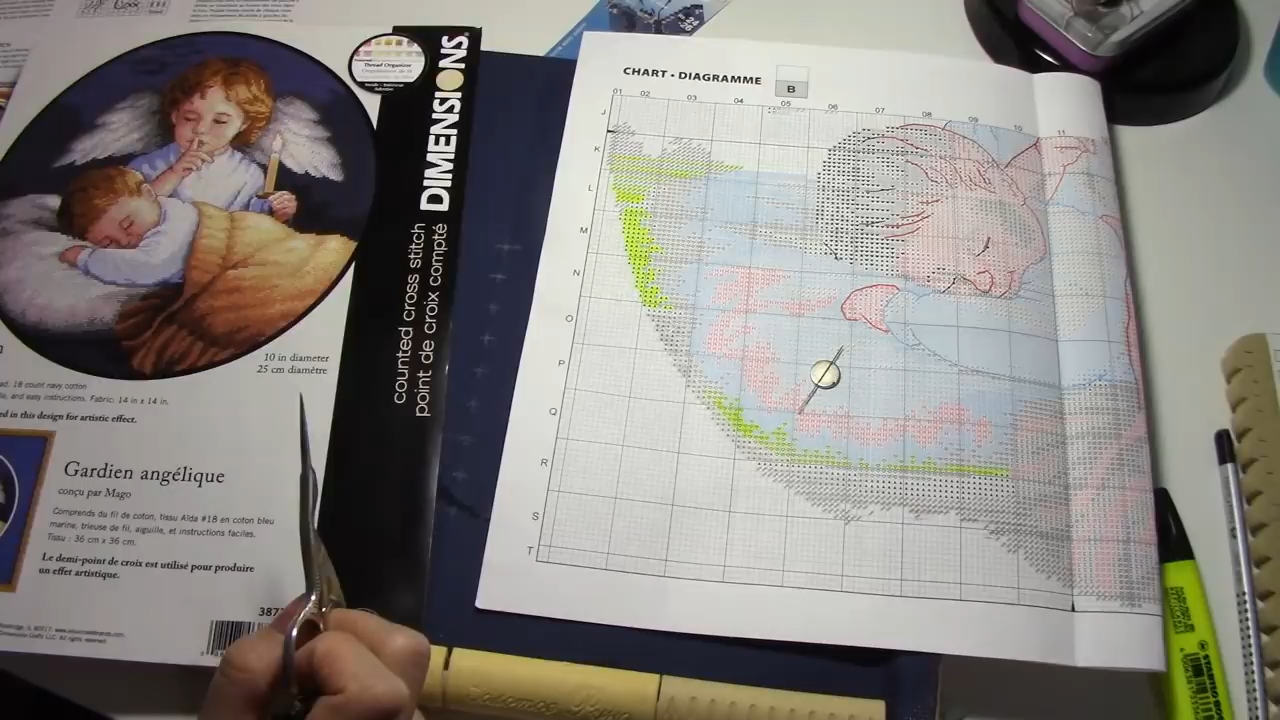 Thread Organizer
DIMENSIONS®
counted cross stitch
point de croix compté
10 in diameter
25 cm diamètre
18 count navy cotton
and easy instructions. Fabric: 14 in x 14 in.
ed in this design for artistic effect.
Gardien angélique
conçu par Mago
Comprends du fil de coton, tissu Aïda #18 en coton bleu
marine, trieuse de fil, aiguille, et instructions faciles.
Tissu : 36 cm x 36 cm.
Le demi-point de croix est utilisé pour produire
un effet artistique.
387
CHART • DIAGRAMME
B
01 02 03 04 05 06 07 08 09 10 11
J
K
L
M
N
O
P
Q
R
S
T
STABILO BOSS